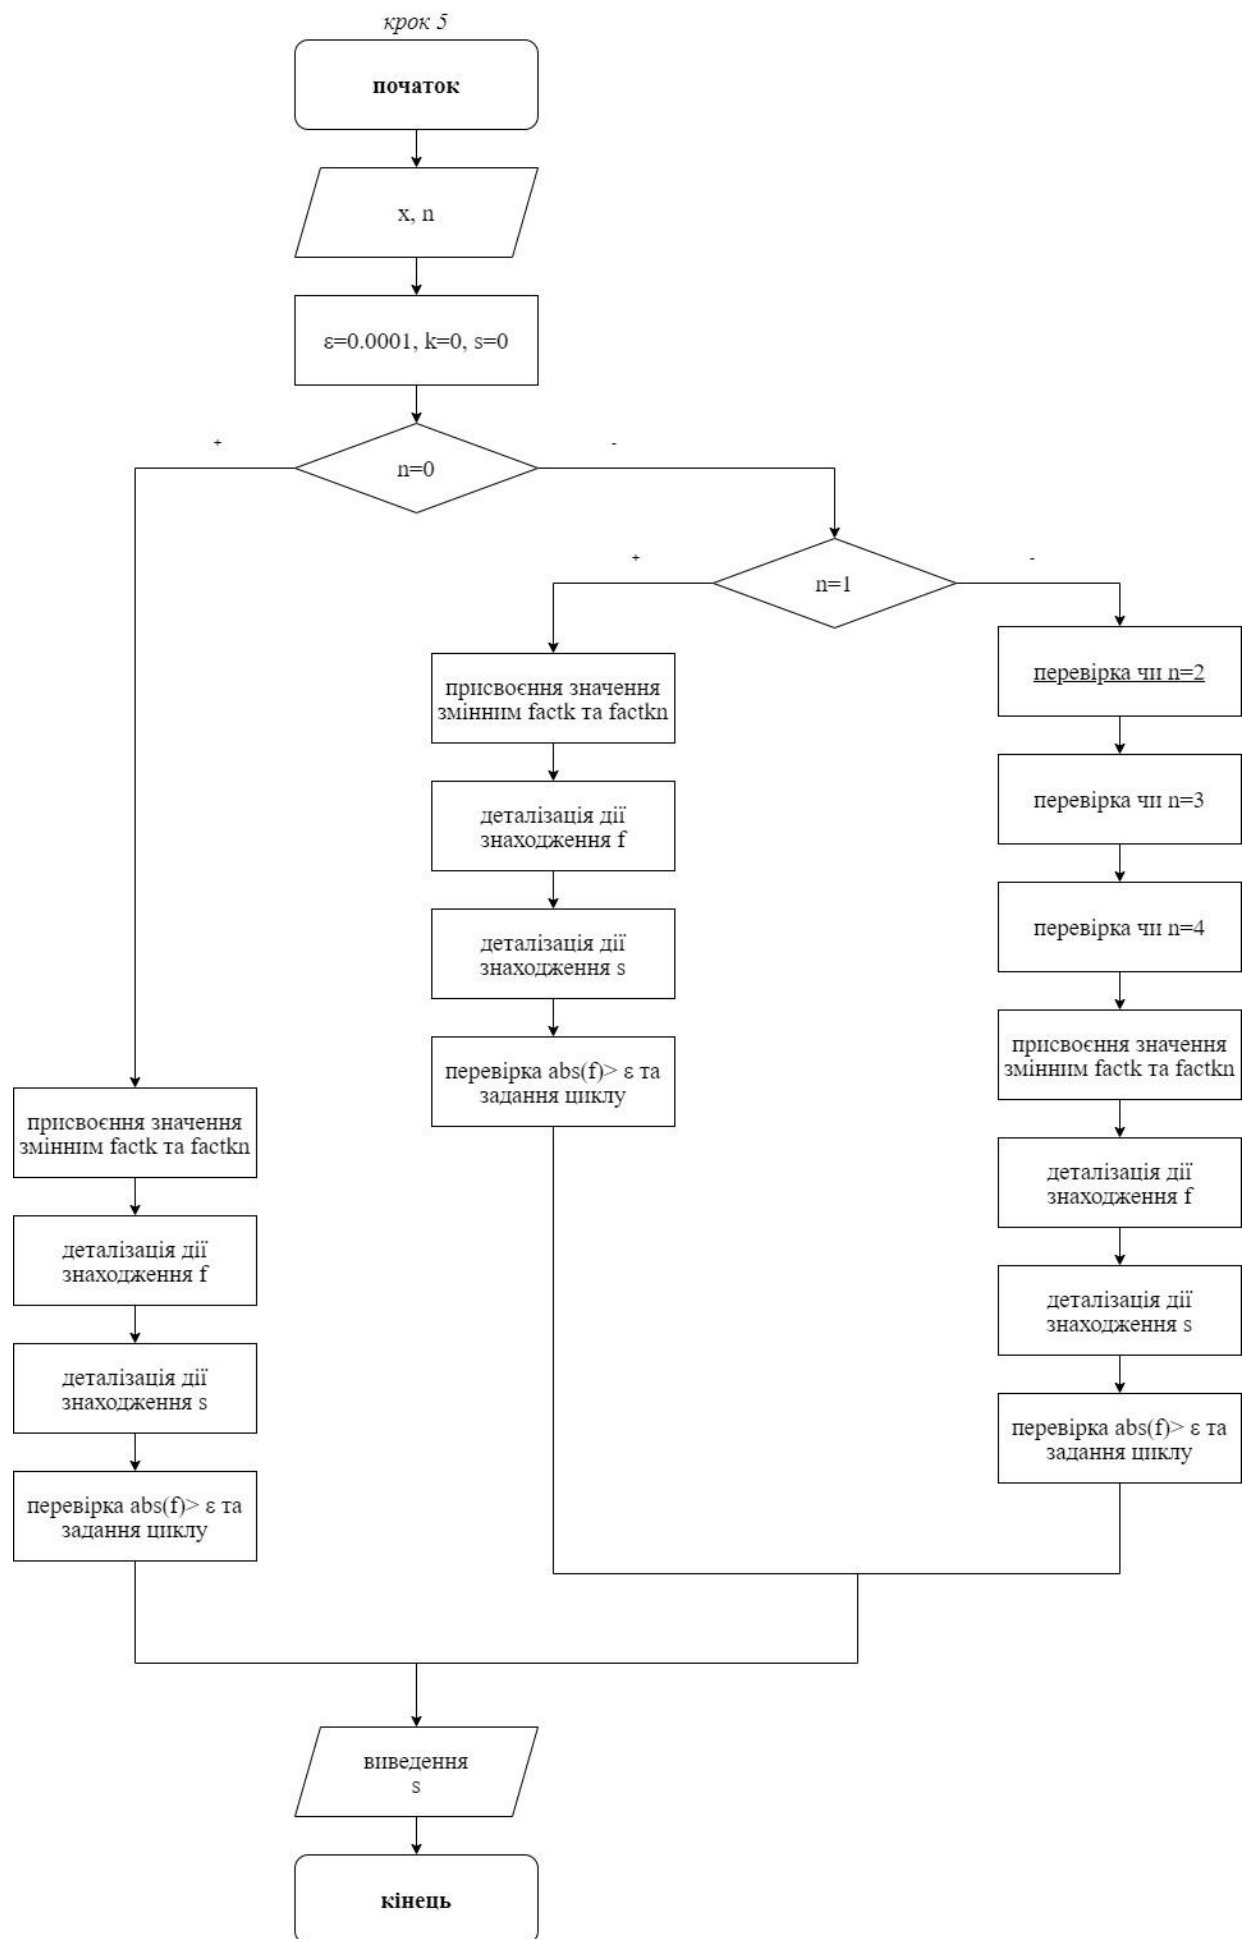 крок 5
початок
x, n
ε=0.0001, k=0, s=0
+
-
n=0
+
-
n=1
присвоєння значення
змінним factk та factkn
деталізація дії
знаходження f
деталізація дії
знаходження s
перевірка abs(f)> ε та
задання циклу
перевірка чи n=2
перевірка чи n=3
перевірка чи n=4
присвоєння значення
змінним factk та factkn
деталізація дії
знаходження f
деталізація дії
знаходження s
перевірка abs(f)> ε та
задання циклу
присвоєння значення
змінним factk та factkn
деталізація дії
знаходження f
деталізація дії
знаходження s
перевірка abs(f)> ε та
задання циклу
виведення
s
кінець